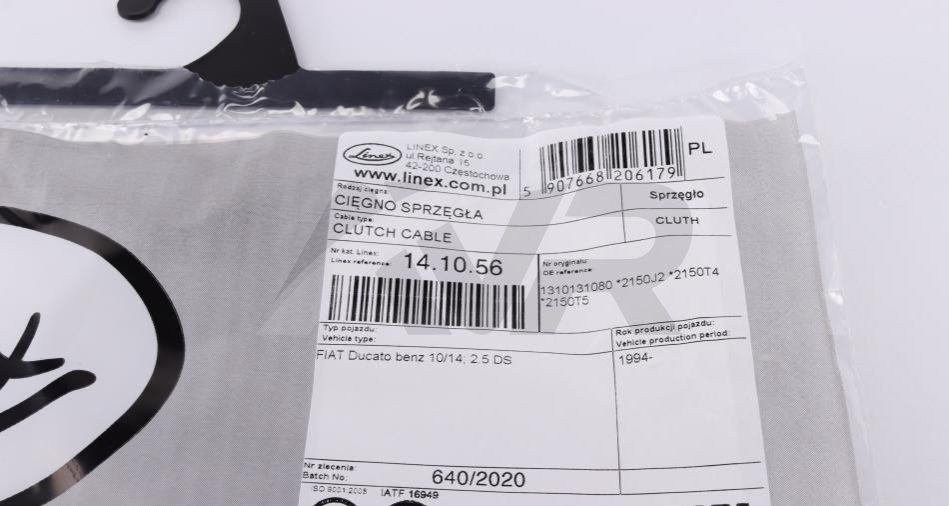 Linex
LINEX Sp. z o.o.
ul.Rejtana 15
42-200 Czestochowa
www.linex.com.pl
5 907668 206179
PL
Rodzaj cięgna:
CIĘGNO SPRZĘGŁA
Sprzęgło
Cable type:
CLUTCH CABLE
CLUTH
Nr kat. Linex:
Linex reference:
14.10.56
Nr oryginału:
OE reference:
1310131080 *2150J2 *2150T4
*2150T5
Typ pojazdu:
Vehicle type:
FIAT Ducato benz 10/14; 2.5 DS
Rok produkcji pojazdu:
Vehicle production period:
1994-
Nr zlecenia:
Batch No:
640/2020
ISO 9001:2008 IATF 16949